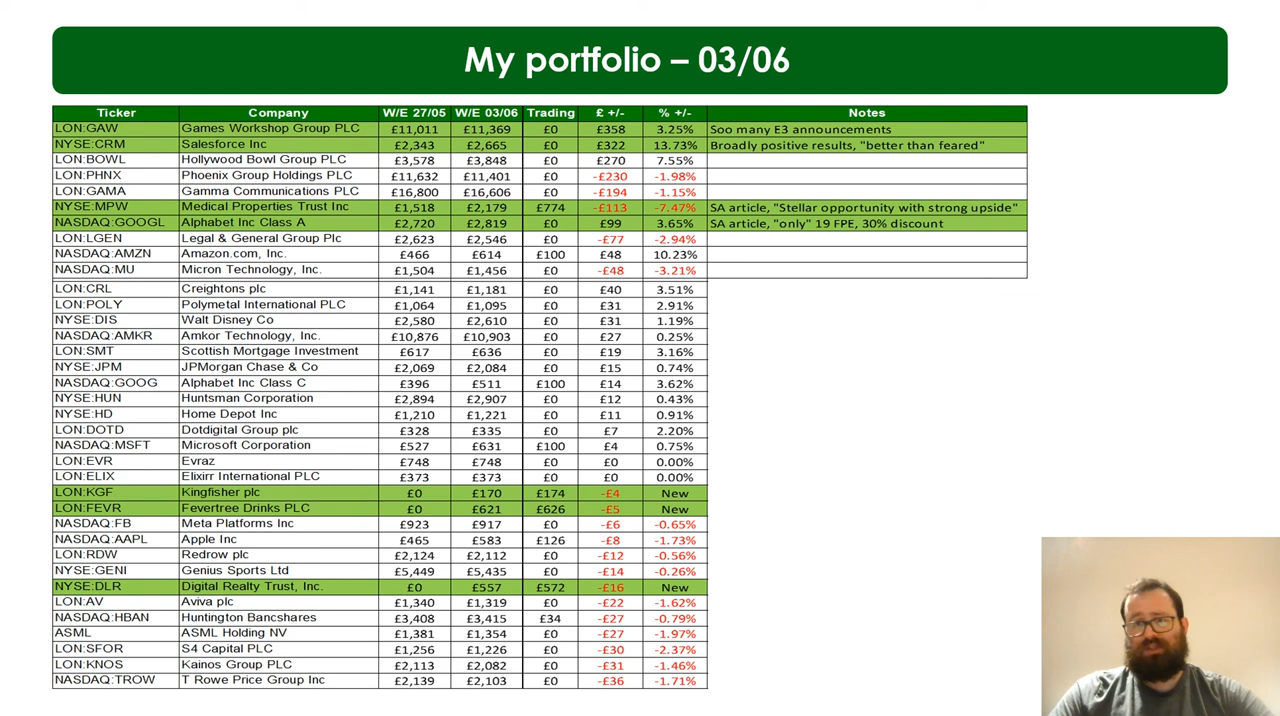 My portfolio – 03/06
Ticker Company W/E 27/05 W/E 03/06 Trading £ +/- % +/- Notes
LON:GAW Games Workshop Group PLC £11,011 £11,369 £0 £358 3.25% Soo many E3 announcements
NYSE:CRM Salesforce Inc £2,343 £2,665 £0 £322 13.73% Broadly positive results, "better than feared"
LON:BOWL Hollywood Bowl Group PLC £3,578 £3,848 £0 £270 7.55%
LON:PHNX Phoenix Group Holdings PLC £11,632 £11,401 £0 -£230 -1.98%
LON:GAMA Gamma Communications PLC £16,800 £16,606 £0 -£194 -1.15%
NYSE:MPW Medical Properties Trust Inc £1,518 £2,179 £774 -£113 -7.47% SA article, "Stellar opportunity with strong upside"
NASDAQ:GOOGL Alphabet Inc Class A £2,720 £2,819 £0 £99 3.65% SA article, "only" 19 FPE, 30% discount
LON:LGEN Legal & General Group Plc £2,623 £2,546 £0 -£77 -2.94%
NASDAQ:AMZN Amazon.com, Inc. £466 £614 £100 £48 10.23%
NASDAQ:MU Micron Technology, Inc. £1,504 £1,456 £0 -£48 -3.21%
LON:CRL Creightons plc £1,141 £1,181 £0 £40 3.51%
LON:POLY Polymetal International PLC £1,064 £1,095 £0 £31 2.91%
NYSE:DIS Walt Disney Co £2,580 £2,610 £0 £31 1.19%
NASDAQ:AMKR Amkor Technology, Inc. £10,876 £10,903 £0 £27 0.25%
LON:SMT Scottish Mortgage Investment £617 £636 £0 £19 3.16%
NYSE:JPM JPMorgan Chase & Co £2,069 £2,084 £0 £15 0.74%
NASDAQ:GOOG Alphabet Inc Class C £396 £511 £100 £14 3.62%
NYSE:HUN Huntsman Corporation £2,894 £2,907 £0 £12 0.43%
NYSE:HD Home Depot Inc £1,210 £1,221 £0 £11 0.91%
LON:DOTD Dotdigital Group plc £328 £335 £0 £7 2.20%
NASDAQ:MSFT Microsoft Corporation £527 £631 £100 £4 0.75%
LON:EVR Evraz £748 £748 £0 £0 0.00%
LON:ELIX Elixirr International PLC £373 £373 £0 £0 0.00%
LON:KGF Kingfisher plc £0 £170 £174 -£4 New
LON:FEVR Fevertree Drinks PLC £0 £621 £626 -£5 New
NASDAQ:FB Meta Platforms Inc £923 £917 £0 -£6 -0.65%
NASDAQ:AAPL Apple Inc £465 £583 £126 -£8 -1.73%
LON:RDW Redrow plc £2,124 £2,112 £0 -£12 -0.56%
NYSE:GENI Genius Sports Ltd £5,449 £5,435 £0 -£14 -0.26%
NYSE:DLR Digital Realty Trust, Inc. £0 £557 £572 -£16 New
LON:AV Aviva plc £1,340 £1,319 £0 -£22 -1.62%
NASDAQ:HBAN Huntington Bancshares £3,408 £3,415 £34 -£27 -0.79%
ASML ASML Holding NV £1,381 £1,354 £0 -£27 -1.97%
LON:SFOR S4 Capital PLC £1,256 £1,226 £0 -£30 -2.37%
LON:KNOS Kainos Group PLC £2,113 £2,082 £0 -£31 -1.46%
NASDAQ:TROW T Rowe Price Group Inc £2,139 £2,103 £0 -£36 -1.71%